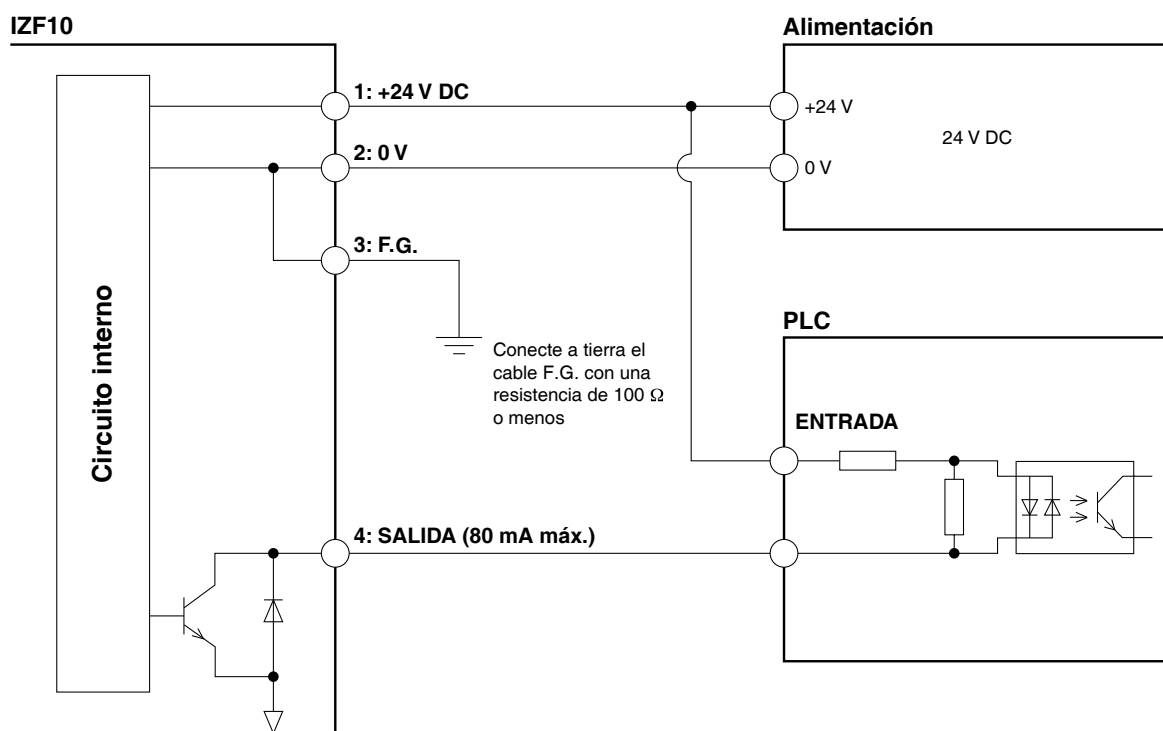 IZF10
Alimentación
1: +24 V DC
+24 V
24 V DC
2: 0 V
0 V
3: F.G.
Conecte a tierra el
cable F.G. con una
resistencia de 100 Ω
o menos
Circuito interno
PLC
ENTRADA
4: SALIDA (80 mA máx.)